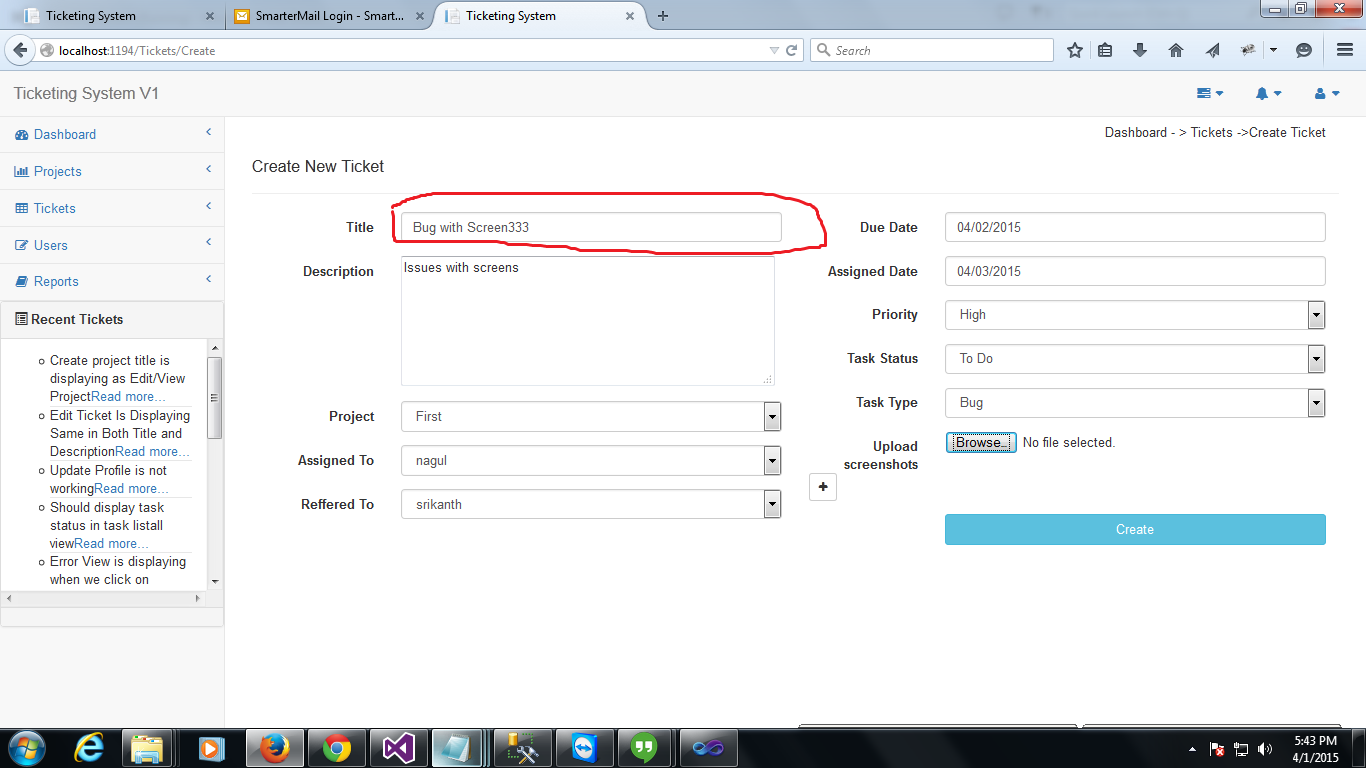 Ticketing System
SmarterMail Login - Smart...
Ticketing System
localhost:1194/Tickets/Create
Search
Ticketing System V1
Dashboard
Projects
Tickets
Users
Reports
Recent Tickets
Create project title is
displaying as Edit/View
ProjectRead more...
Edit Ticket Is Displaying
Same in Both Title and
DescriptionRead more...
Update Profile is not
workingRead more...
Should display task
status in task listall
viewRead more...
Error View is displaying
when we click on
Dashboard - > Tickets ->Create Ticket
Create New Ticket
Title
Bug with Screen333
Description
Issues with screens
Project
First
Assigned To
nagul
Reffered To
srikanth
Due Date
04/02/2015
Assigned Date
04/03/2015
Priority
High
Task Status
To Do
Task Type
Bug
Upload
screenshots
Browse..
No file selected.
+
Create
5:43 PM
4/1/2015